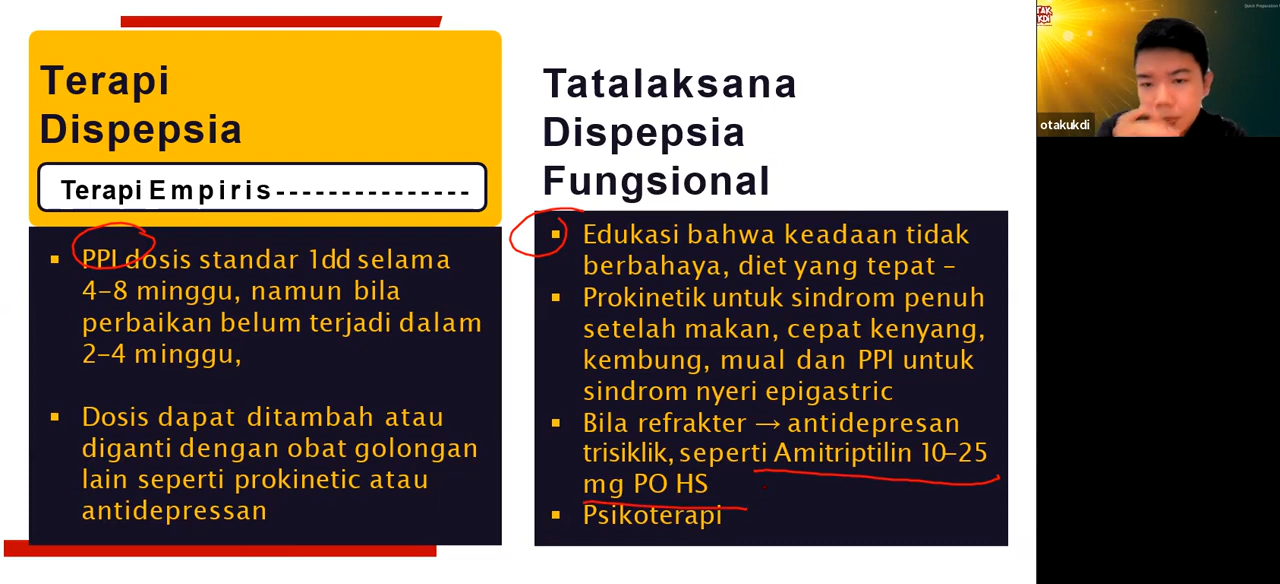 Terapi
Dispepsia
Terapi Empiris---------------
▪ PPI dosis standar 1dd selama
4–8 minggu, namun bila
perbaikan belum terjadi dalam
2–4 minggu,
▪ Dosis dapat ditambah atau
diganti dengan obat golongan
lain seperti prokinetic atau
antidepressan
Tatalaksana
Dispepsia
Fungsional
▪ Edukasi bahwa keadaan tidak
berbahaya, diet yang tepat –
▪ Prokinetik untuk sindrom penuh
setelah makan, cepat kenyang,
kembung, mual dan PPI untuk
sindrom nyeri epigastric
▪ Bila refrakter → antidepresan
trisiklik, seperti Amitriptilin 10–25
mg PO HS
▪ Psikoterapi
otakukdi